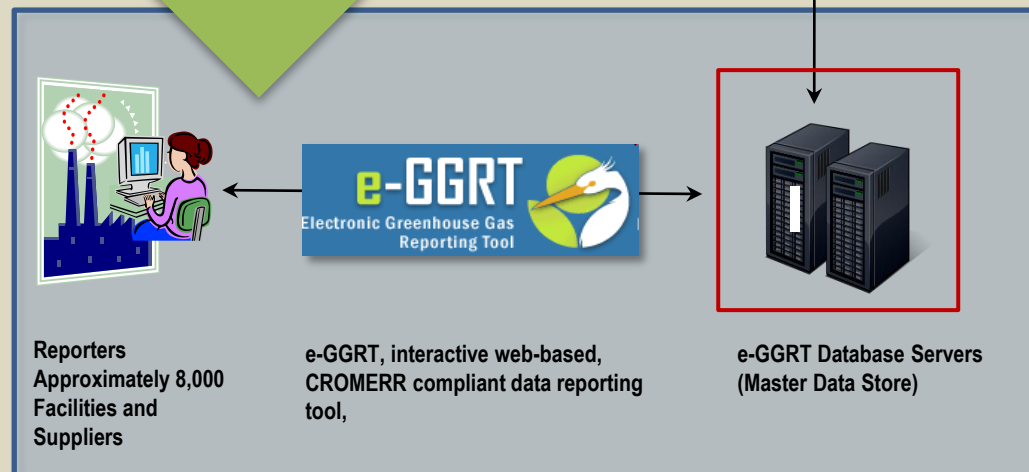 e-GGRT
Electronic Greenhouse Gas
Reporting Tool
Reporters
Approximately 8,000
Facilities and
Suppliers
e-GGRT, interactive web-based,
CROMERR compliant data reporting
tool,
e-GGRT Database Servers
(Master Data Store)